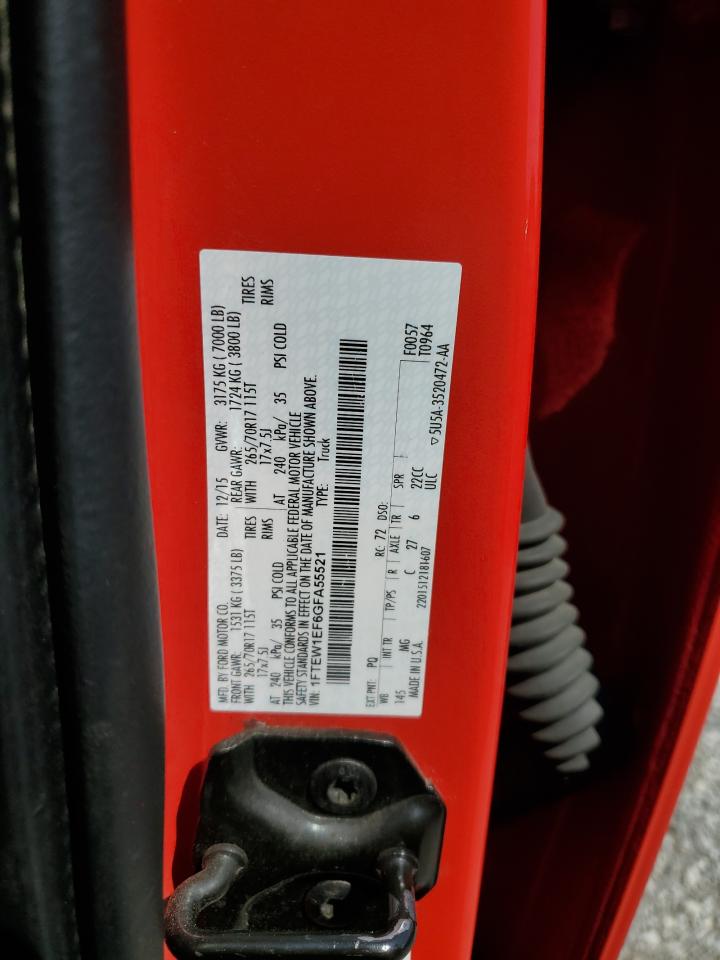 MFD. BY FORD MOTOR CO. DATE: 12/15 GVWR: 3175 KG ( 7000 LB)
FRONT GAWR: 1531 KG ( 3375 LB) REAR GAWR: 1724 KG ( 3800 LB)
WITH 265/70R17 115T TIRES WITH 265/70R17 115T TIRES
17x7.5J RIMS 17x7.5J RIMS
AT 240 kPa/ 35 PSI COLD AT 240 kPa/ 35 PSI COLD
THIS VEHICLE CONFORMS TO ALL APPLICABLE FEDERAL MOTOR VEHICLE
SAFETY STANDARDS IN EFFECT ON THE DATE OF MANUFACTURE SHOWN ABOVE.
VIN: 1FTEW1EF6GFA55521 TYPE: Truck
EXT PNT: PQ RC: 72 DSO: F0057
WB INT TR TP/PS R AXLE TR SPR T0964
145 MG C 27 6 22CC
MADE IN U.S.A. 2201512181607 ULC ▽ 5U5A-3520472-AA